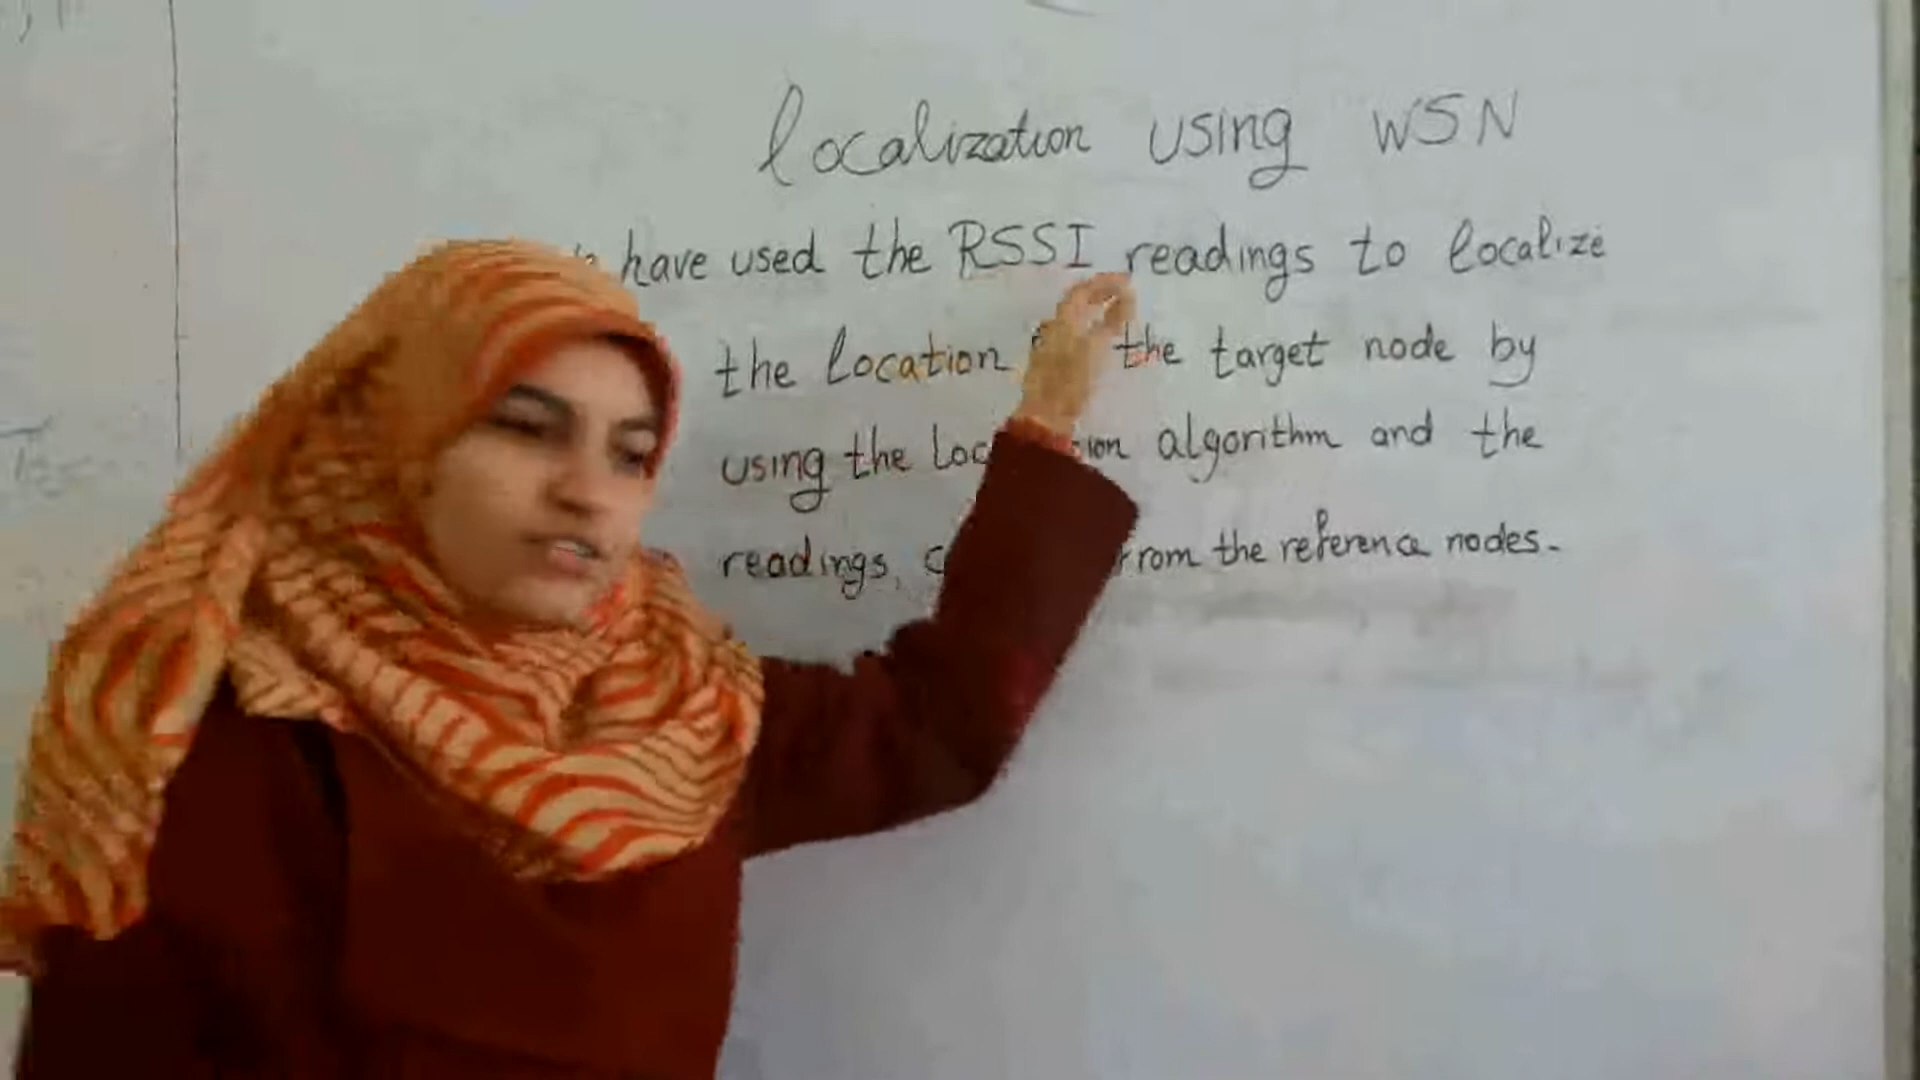 Localization using WSN
have used the RSSI readings to localize
the location the target node by
using the algorithm and the
readings, from the reference nodes.